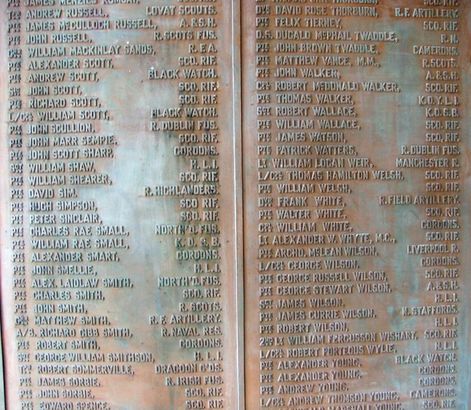 PTE ANDREW RUSSELL, LOVAT SCOUTS.
PTE JAMES McCULLOCH RUSSELL, A. & S.H.
PTE JOHN RUSSELL, R. SCOTS FUS.
WILLIAM MACKINLAY SANDS, R.F.A.
PTE ALEXANDER SCOTT, SCO. RIF.
PTE ANDREW SCOTT, BLACK WATCH.
JOHN SCOTT, SCO. RIF.
PTE RICHARD SCOTT, SCO. RIF.
L/CPL WILLIAM SCOTT, BLACK WATCH.
PTE JOHN SCULLION, R. DUBLIN FUS.
PTE JOHN MARR SEMPLE, SCO. RIF.
PTE JOHN SCOTT SHARP, GORDONS.
WILLIAM SHAW, H. L. I.
PTE WILLIAM SHEARER, SCO. RIF.
PTE DAVID SIM, R. HIGHLANDERS.
PTE HUGH SIMPSON, SCO. RIF.
PTE PETER SINCLAIR, SCO. RIF.
PTE CHARLES RAE SMALL, NORTH'D FUS.
PTE WILLIAM RAE SMALL, K. O. S. B.
PTE ALEXANDER SMART, GORDONS.
PTE JOHN SMELLIE, H. L. I.
PTE ALEX. LAIDLAW SMITH, NORTH'D FUS.
PTE CHARLES SMITH, SCO. RIF.
PTE JOHN SMITH, R. SCOTS.
MATTHEW SMITH, R. F. ARTILLERY.
A/B. RICHARD GIBB SMITH, R. NAVAL RES.
PTE ROBERT SMITH, GORDONS.
GEORGE WILLIAM SMITHSON, H. L. I.
PTE ROBERT SOMMERVILLE, DRAGOON GDS.
PTE JAMES SORBIE, R. IRISH FUS.
PTE JOHN SORBIE, SCO. RIF.
PTE EDWARD SPENCE, SCO. RIF.
DAVID ROSE THORBURN, R. F. ARTILLERY.
PTE FELIX TIERNEY, SCO. RIF.
O.S. DUGALD McPHAIL TWADDLE, R. N.
PTE JOHN BROWN TWADDLE, CAMERONS.
PTE MATTHEW VANCE, M.M., R. SCOTS.
PTE JOHN WALKER, A. & S.H.
CPL ROBERT McDONALD WALKER, SCO. RIF.
PTE THOMAS WALKER, K.O.Y.L.I.
ROBERT WALLACE, K.O.S.B.
PTE WILLIAM WALLACE, SCO. RIF.
PTE JAMES WATSON, SCO. RIF.
PTE PATRICK WATTERS, R. DUBLIN FUS.
LT WILLIAM LOGAN WEIR, MANCHESTER R.
L/CPL THOMAS HAMILTON WELSH, SCO. RIF.
PTE WILLIAM WELSH, SCO. RIF.
FRANK WHITE, R. FIELD ARTILLERY.
PTE WALTER WHITE, SCO. RIF.
CPL WILLIAM WHITE, GORDONS.
LT ALEXANDER W. WHYTE, M.C., SCO. RIF.
PTE ARCHD. McLEAN WILSON, LIVERPOOL R.
L/CPL GEORGE WILSON, GORDONS.
PTE GEORGE RUSSELL WILSON, SCO. RIF.
PTE GEORGE STEWART WILSON, A. & S.H.
JAMES WILSON, H. L. I.
PTE JAMES CURRIE WILSON, N. STAFFORDS.
PTE ROBERT WILSON, H. L. I.
2ND LT WILLIAM FERGUSSON WISHART, SCO. RIF.
L/CPL ROBERT PORTEOUS WYLIE, H. L. I.
PTE ALEXANDER YOUNG, BLACK WATCH.
PTE ALEXANDER YOUNG, GORDONS.
PTE ANDREW YOUNG, GORDONS.
L/CPL ANDREW THOMSON YOUNG, SCO. RIF.
CAMERONS.